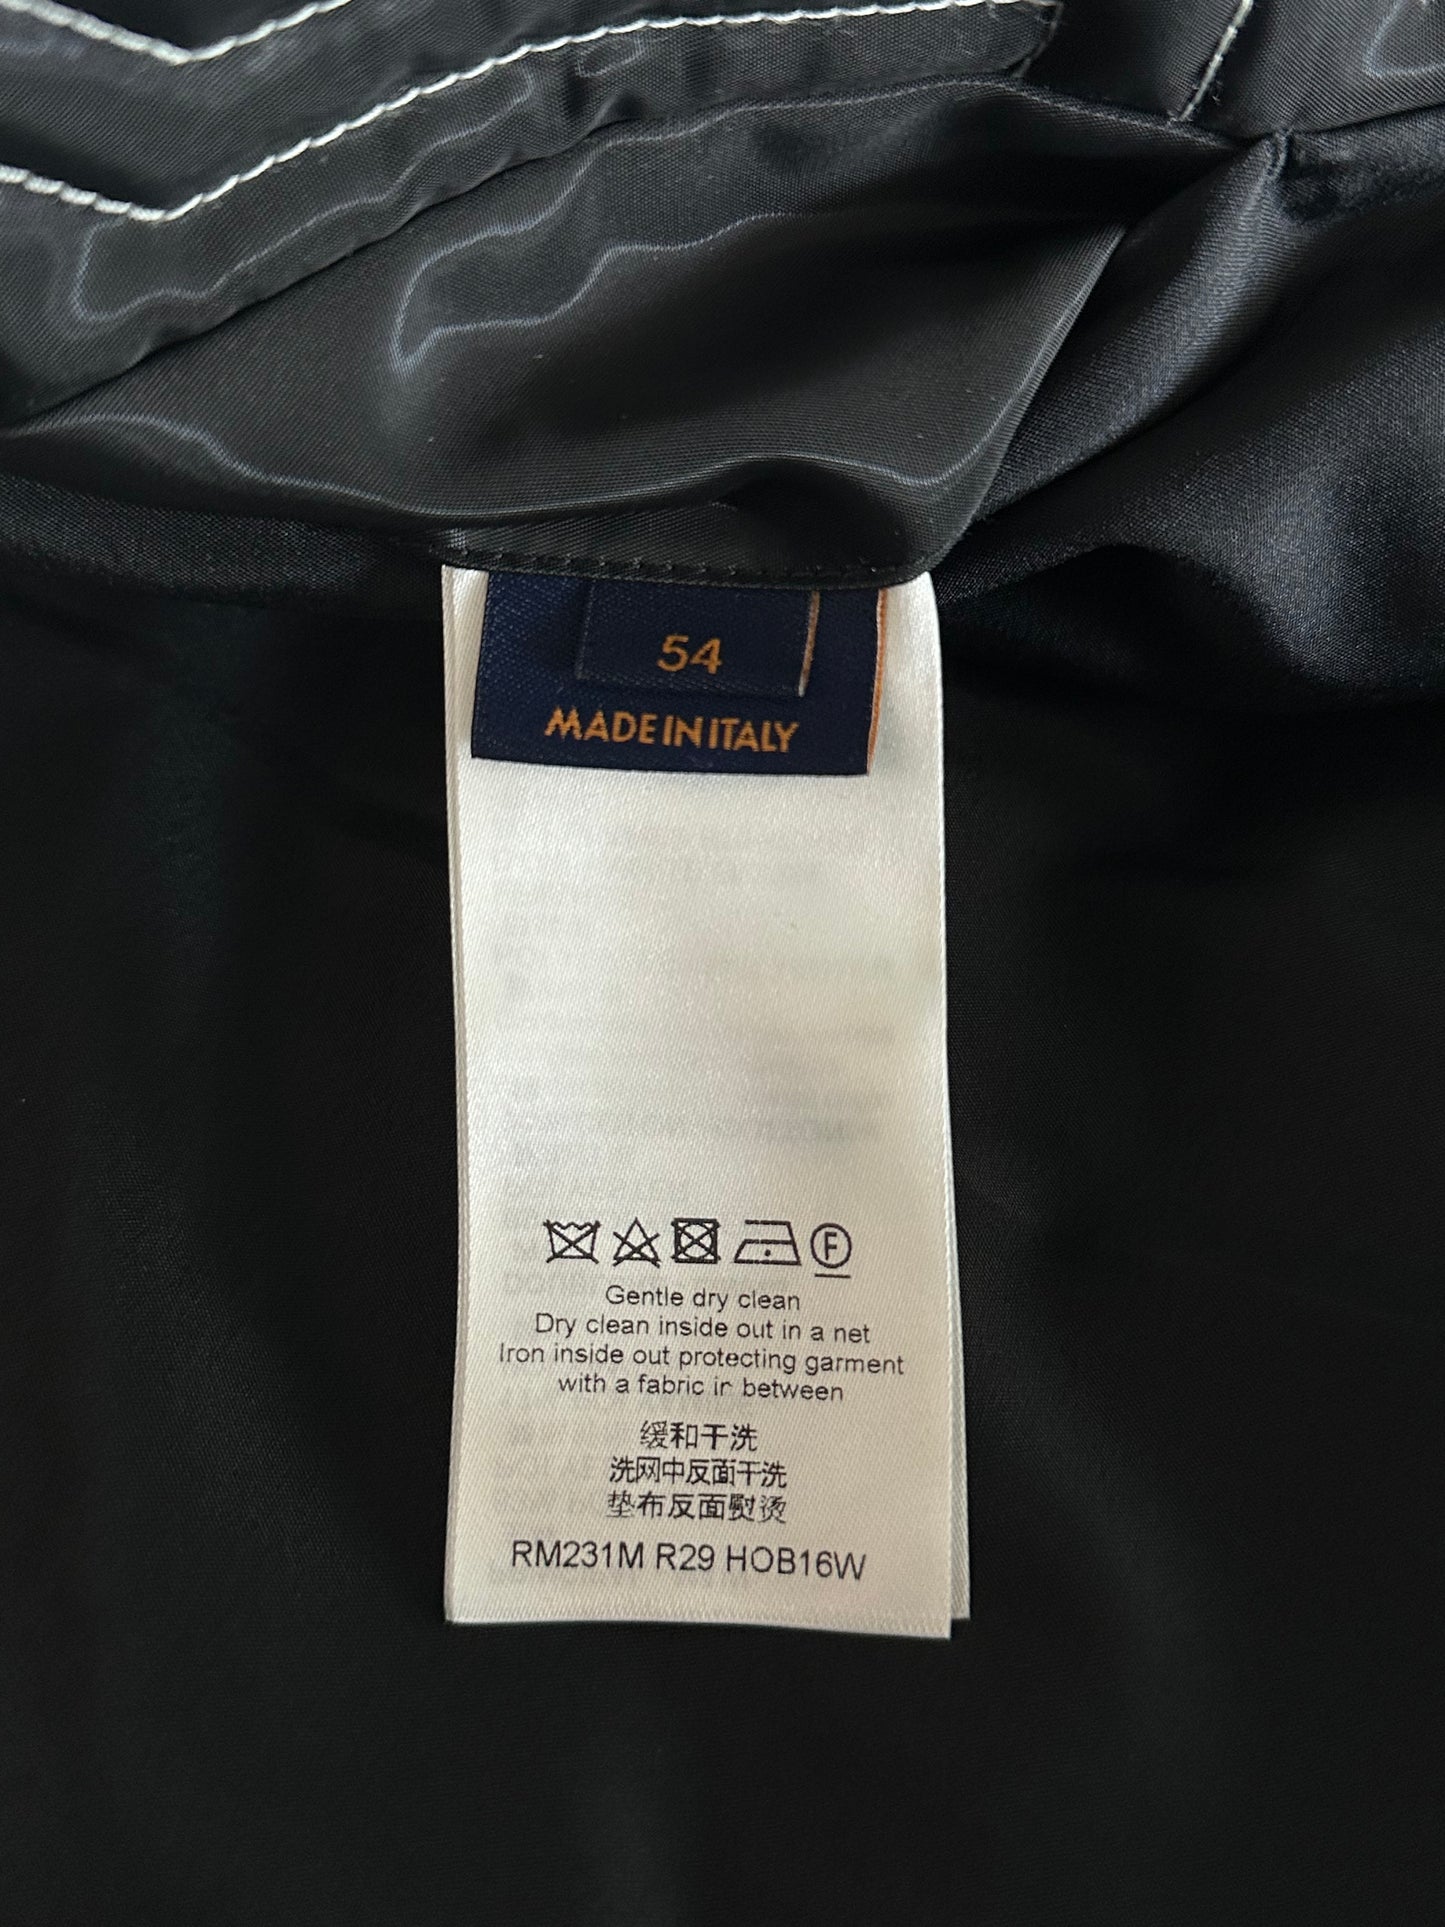 54
MADE IN ITALY
F
Gentle dry clean
Dry clean inside out in a net
Iron inside out protecting garment
with a fabric in between
缓和干洗
洗网中反面干洗
垫布反面熨烫
RM231M R29 HOB16W